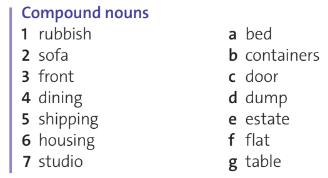 Compound nouns
1 rubbish a bed
2 sofa b containers
3 front c door
4 dining d dump
5 shipping e estate
6 housing f flat
7 studio g table